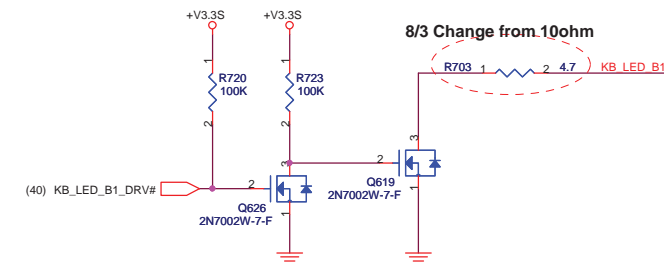 +V3.3S
+V3.3S
8/3 Change from 10ohm
1
1
R703
1
2
4.7
KB_LED_B1
R720
100K
R723
100K
2
2
3
3
(40) KB_LED_B1_DRV#
2
2
Q626
2N7002W-7-F
1
Q619
2N7002W-7-F
1